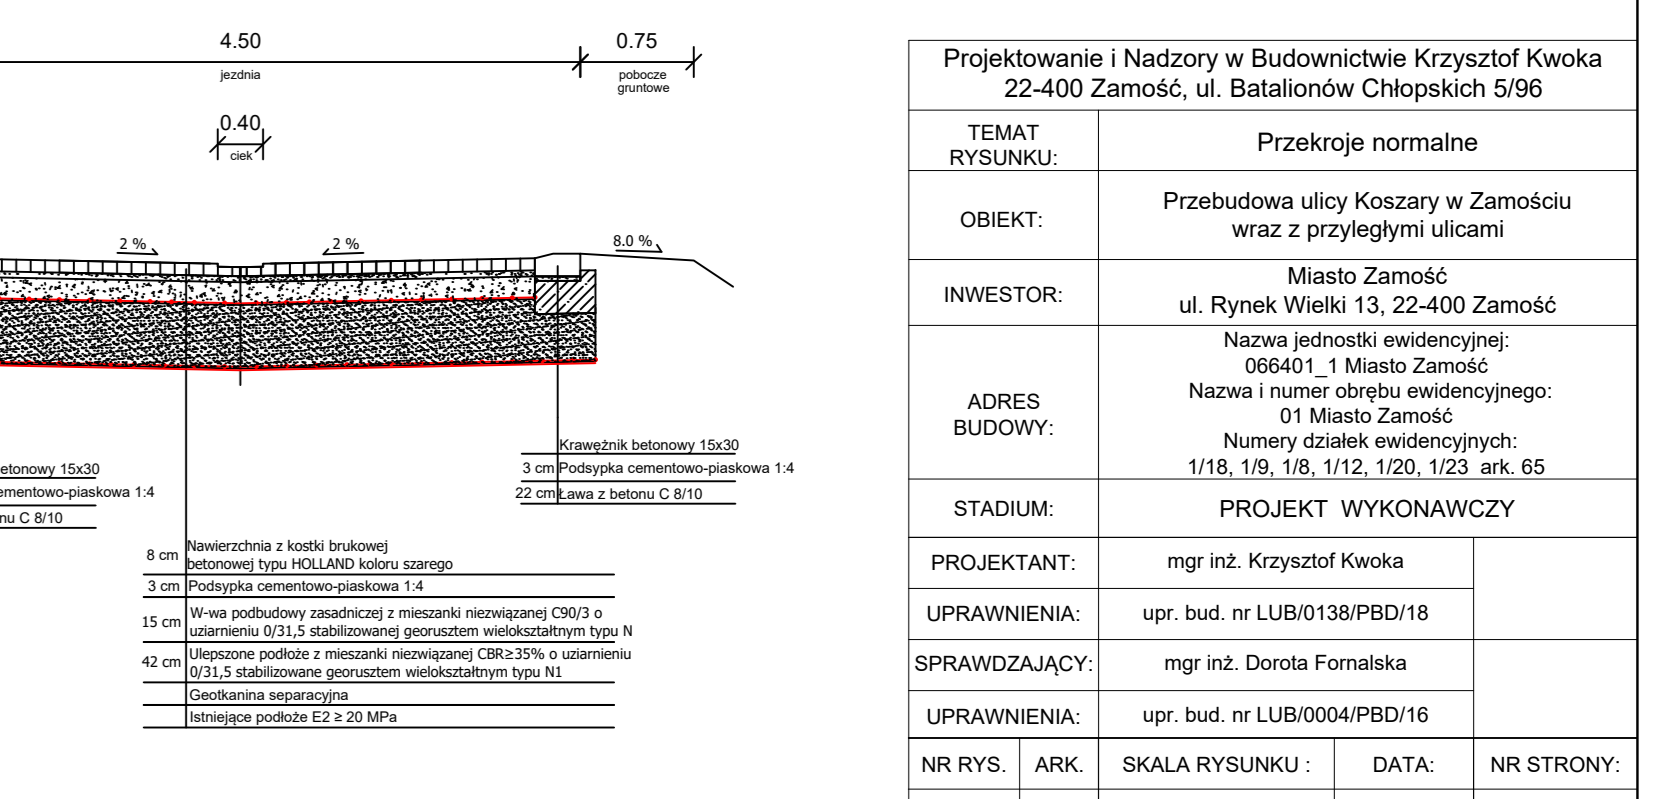 4.50
0.75
jezdnia
pobocze
gruntowe
0.40
ciek
2 %
2 %
8.0 %
Krawężnik betonowy 15x30
3 cm Podsypka cementowo-piaskowa 1:4
22 cm Ława z betonu C 8/10
etonowy 15x30
ementowo-piaskowa 1:4
nu C 8/10
8 cm Nawierzchnia z kostki brukowej
betonowej typu HOLLAND koloru szarego
3 cm Podsypka cementowo-piaskowa 1:4
15 cm W-wa podbudowy zasadniczej z mieszanki niezwiązanej C90/3 o
uziarnieniu 0/31,5 stabilizowanej georusztem wielokształtnym typu N
42 cm Ulepszone podłoże z mieszanki niezwiązanej CBR≥35% o uziarnieniu
0/31,5 stabilizowane georusztem wielokształtnym typu N1
Geotkanina separacyjna
Istniejące podłoże E2 ≥ 20 MPa
Projektowanie i Nadzory w Budownictwie Krzysztof Kwoka
22-400 Zamość, ul. Batalionów Chłopskich 5/96
TEMAT
RYSUNKU:
Przekroje normalne
OBIEKT:
Przebudowa ulicy Koszary w Zamościu
wraz z przyległymi ulicami
INWESTOR:
Miasto Zamość
ul. Rynek Wielki 13, 22-400 Zamość
ADRES
BUDOWY:
Nazwa jednostki ewidencyjnej:
066401_1 Miasto Zamość
Nazwa i numer obrębu ewidencyjnego:
01 Miasto Zamość
Numery działek ewidencyjnych:
1/18, 1/9, 1/8, 1/12, 1/20, 1/23 ark. 65
STADIUM:
PROJEKT WYKONAWCZY
PROJEKTANT:
mgr inż. Krzysztof Kwoka
UPRAWNIENIA:
upr. bud. nr LUB/0138/PBD/18
SPRAWDZAJĄCY:
mgr inż. Dorota Fornalska
UPRAWNIENIA:
upr. bud. nr LUB/0004/PBD/16
NR RYS.
ARK.
SKALA RYSUNKU :
DATA:
NR STRONY: